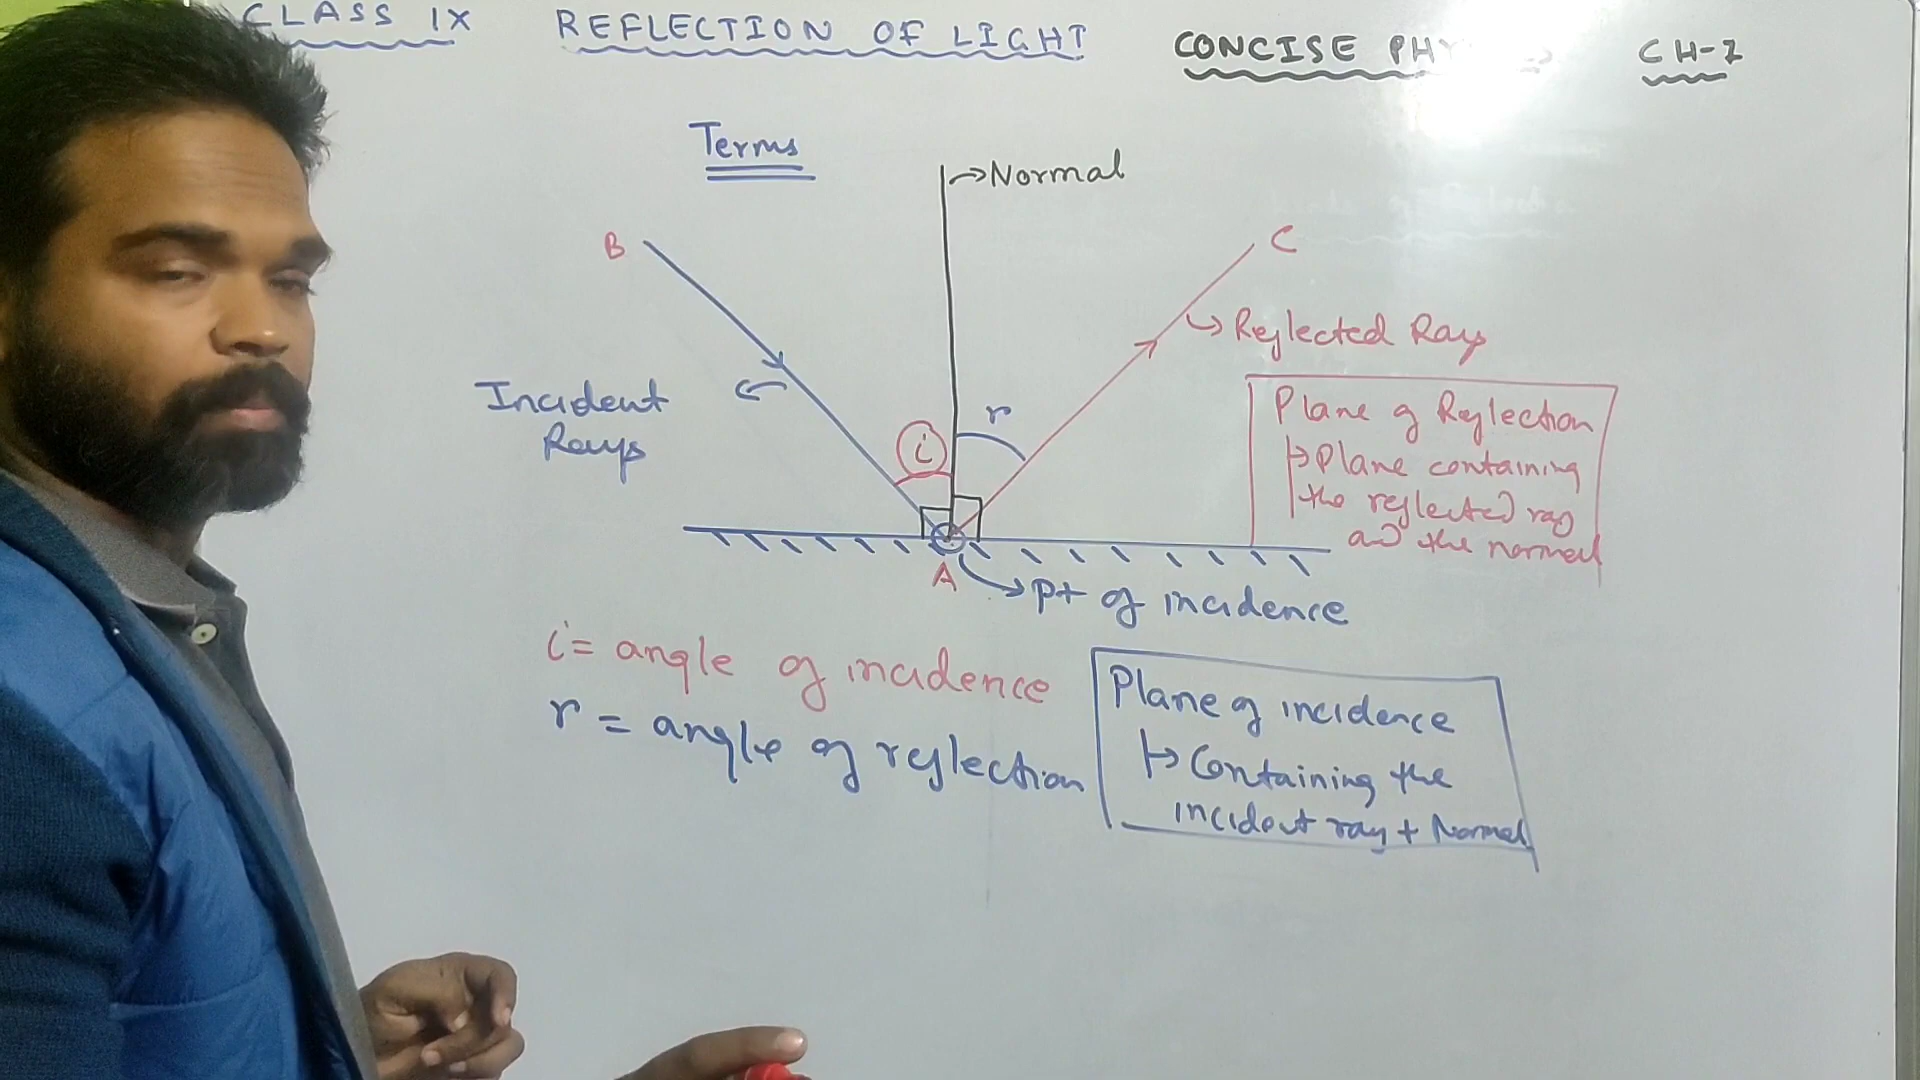 CLASS IX REFLECTION OF LIGHT CONCISE CH-7
Terms
Normal
B
C
Reflected Ray
Incident
Rays
i
r
Plane of Reflection
Plane containing
the reflected ray
and the normal
A
pt of incidence
i = angle of incidence
r = angle of reflection
Plane of incidence
Containing the
incident ray + Normal